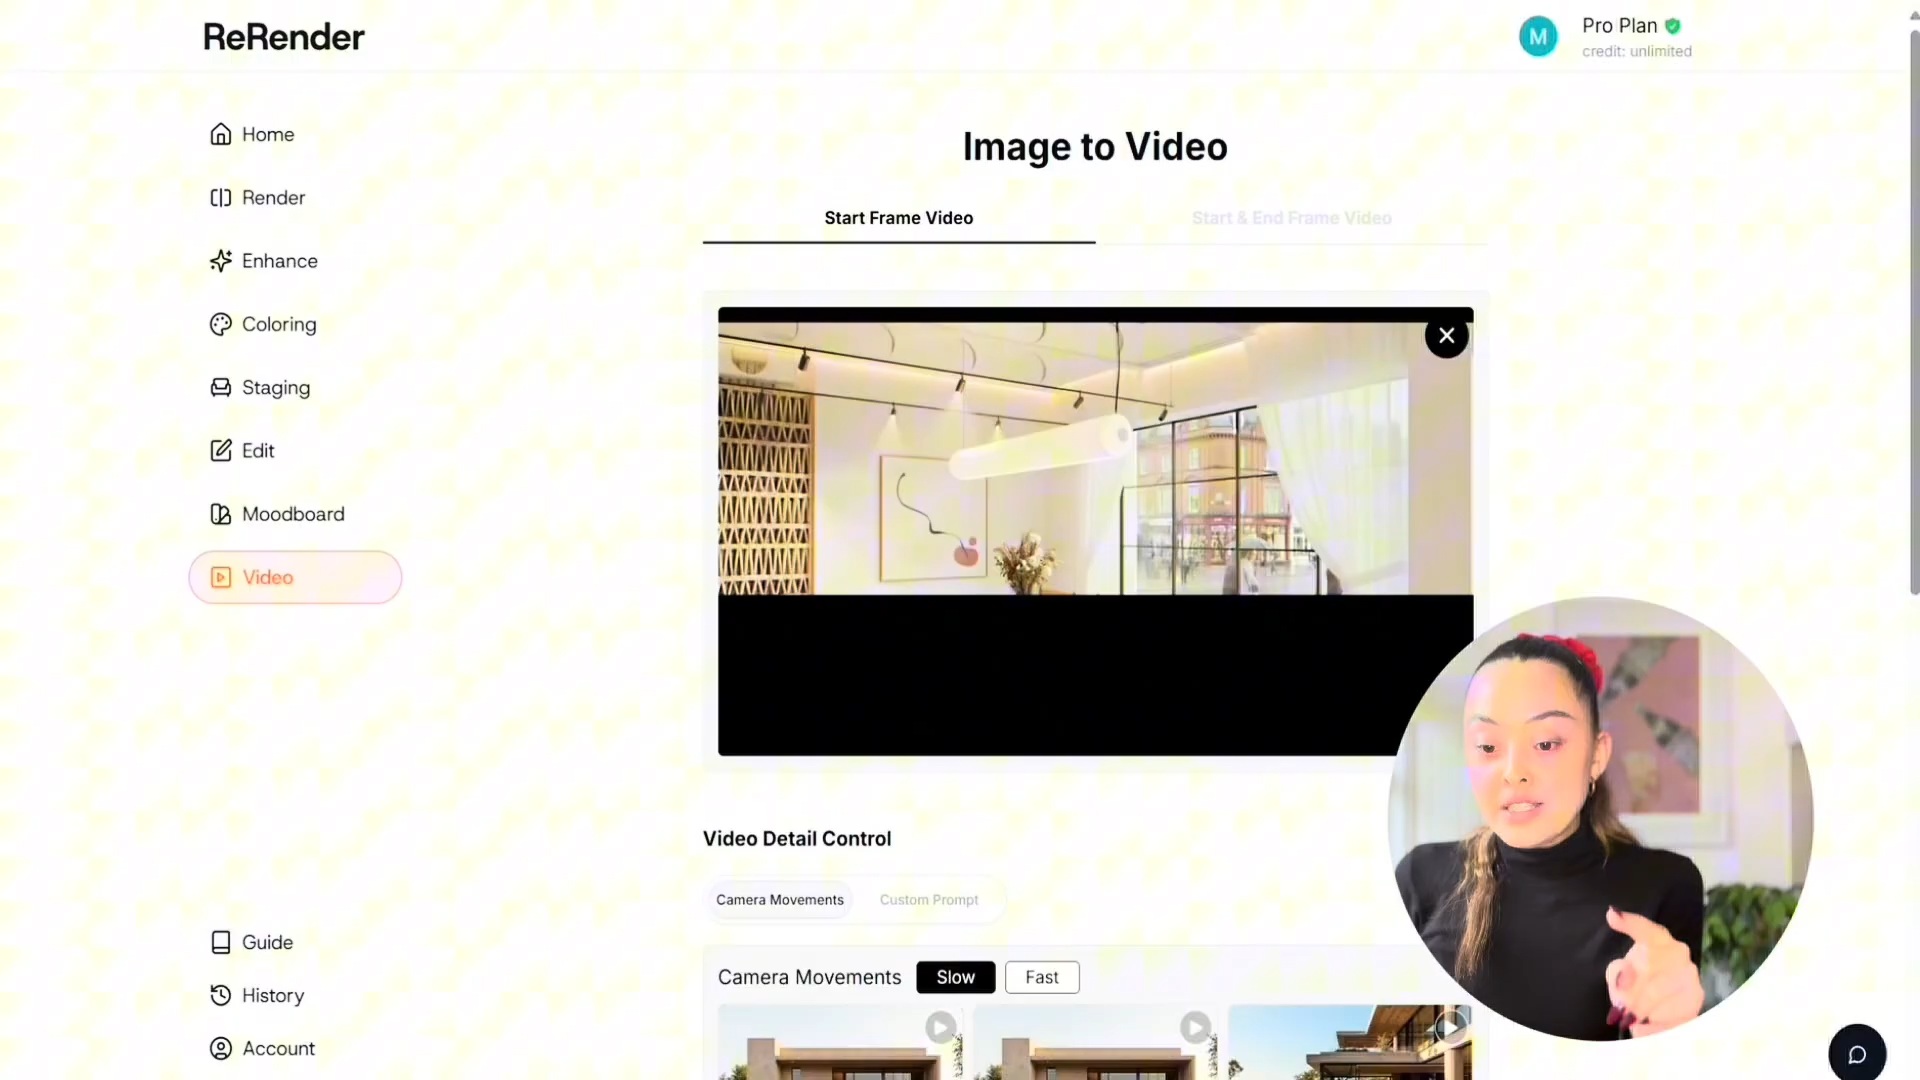 ReRender
M
Pro Plan
credit: unlimited
Home
Render
Enhance
Coloring
Staging
Edit
Moodboard
Video
Guide
History
Account
Image to Video
Start Frame Video
Start & End Frame Video
Video Detail Control
Camera Movements
Custom Prompt
Camera Movements
Slow
Fast